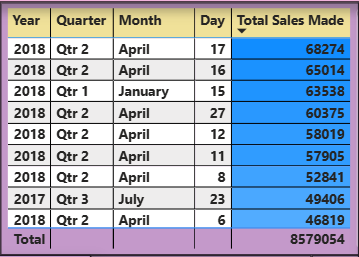 Year Quarter Month Day Total Sales Made
2018 Qtr 2 April 17 68274
2018 Qtr 2 April 16 65014
2018 Qtr 1 January 15 63538
2018 Qtr 2 April 27 60375
2018 Qtr 2 April 12 58019
2018 Qtr 2 April 11 57905
2018 Qtr 2 April 8 52841
2017 Qtr 3 July 23 49406
2018 Qtr 2 April 6 46819
Total 8579054